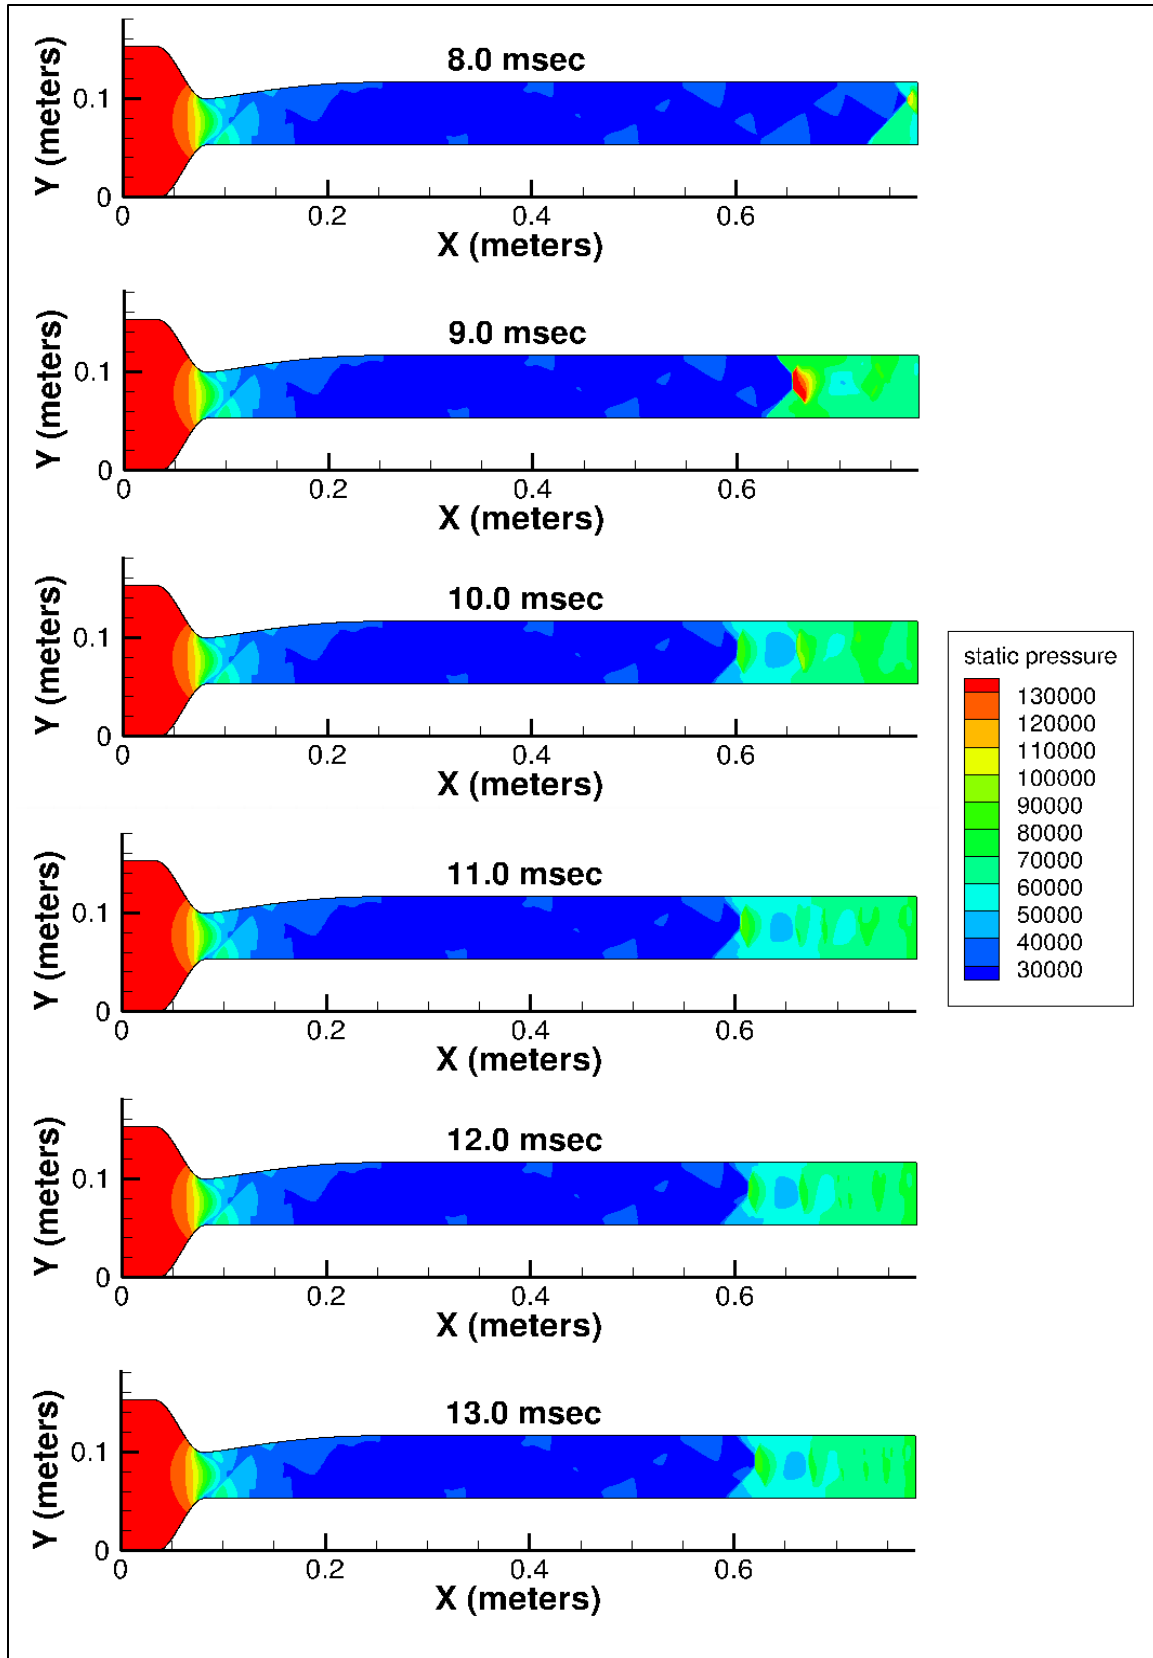 8.0 msec
Y (meters)
0.1
0
0 0.2 0.4 0.6
X (meters)
9.0 msec
Y (meters)
0.1
0
0 0.2 0.4 0.6
X (meters)
10.0 msec
Y (meters)
0.1
0
0 0.2 0.4 0.6
X (meters)
static pressure
130000
120000
110000
100000
90000
80000
70000
60000
50000
40000
30000
11.0 msec
Y (meters)
0.1
0
0 0.2 0.4 0.6
X (meters)
12.0 msec
Y (meters)
0.1
0
0 0.2 0.4 0.6
X (meters)
13.0 msec
Y (meters)
0.1
0
0 0.2 0.4 0.6
X (meters)